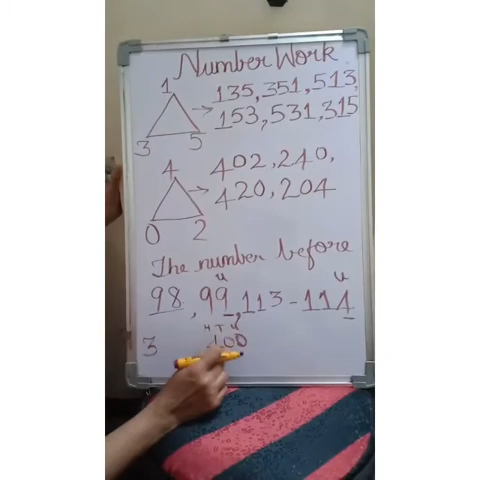 Number Work
1
135, 351, 513,
153, 531, 315
3 5
4
402, 240,
420, 204
0 2
The number before
U U
98, 99, 113 - 114
H T U
3 100